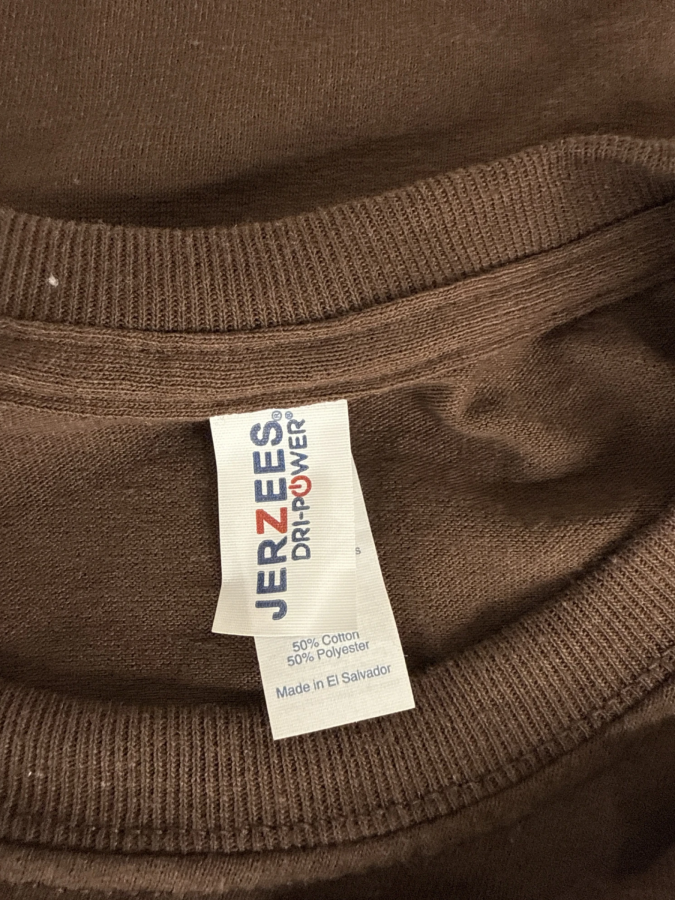 JERZEES®
DRI-POWER®
s
50% Cotton
50% Polyester
Made in El Salvador